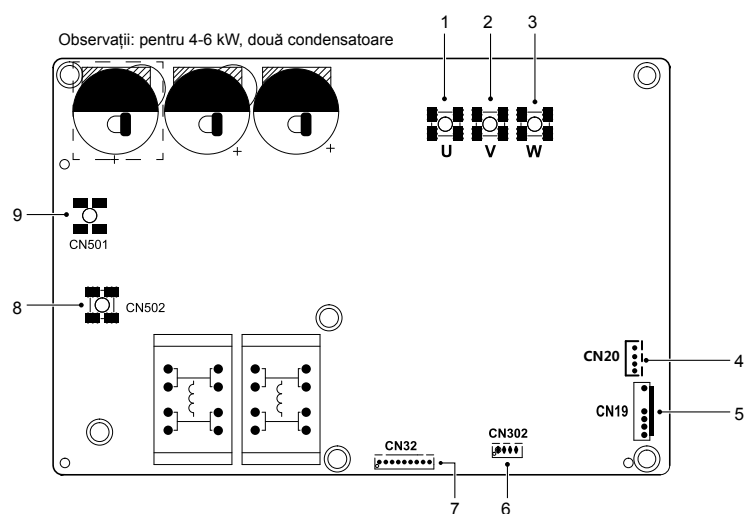 1 2 3
Observații: pentru 4-6 kW, două condensatoare
+ + +
U V W
9
CN501
8
CN502
CN20
4
CN19
5
CN32
CN302
7
6